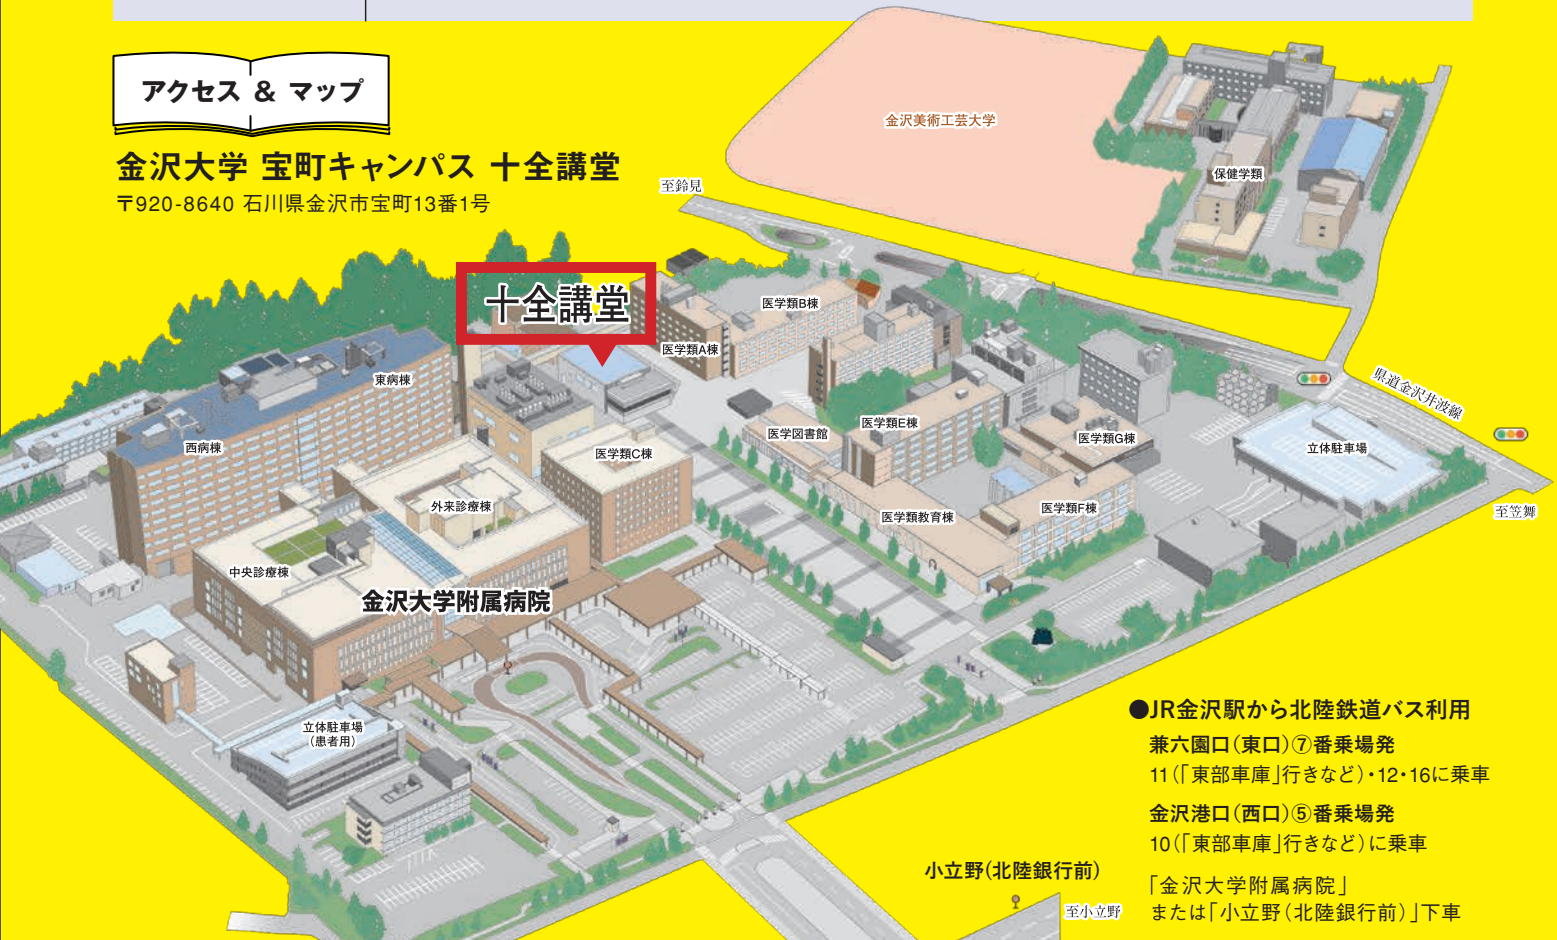 アクセス & マップ
金沢大学 宝町キャンパス 十全講堂
〒920-8640 石川県金沢市宝町13番1号
金沢美術工芸大学
保健学類
至鈴見
十全講堂
医学類B棟
医学類A棟
東病棟
県道金沢井波線
西病棟
医学類C棟
医学図書館
医学類E棟
医学類G棟
立体駐車場
外来診療棟
医学類教育棟
医学類F棟
至笠舞
中央診療棟
金沢大学附属病院
立体駐車場
(患者用)
●JR金沢駅から北陸鉄道バス利用
兼六園口(東口)⑦番乗場発
11(「東部車庫」行きなど)・12・16に乗車
金沢港口(西口)⑤番乗場発
10(「東部車庫」行きなど)に乗車
「金沢大学附属病院」
または「小立野(北陸銀行前)」下車
小立野(北陸銀行前)
至小立野